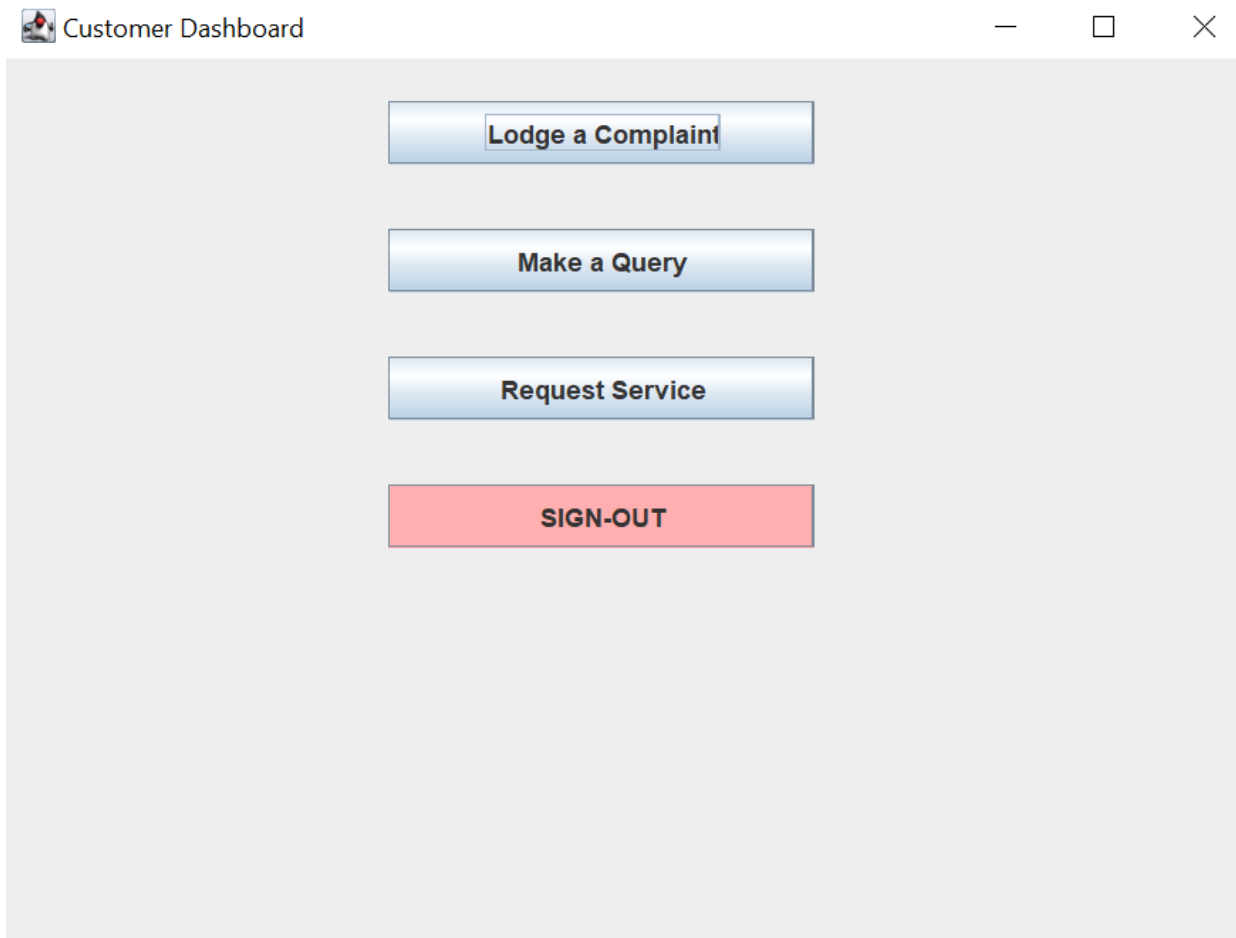 Customer Dashboard
Lodge a Complaint
Make a Query
Request Service
SIGN-OUT